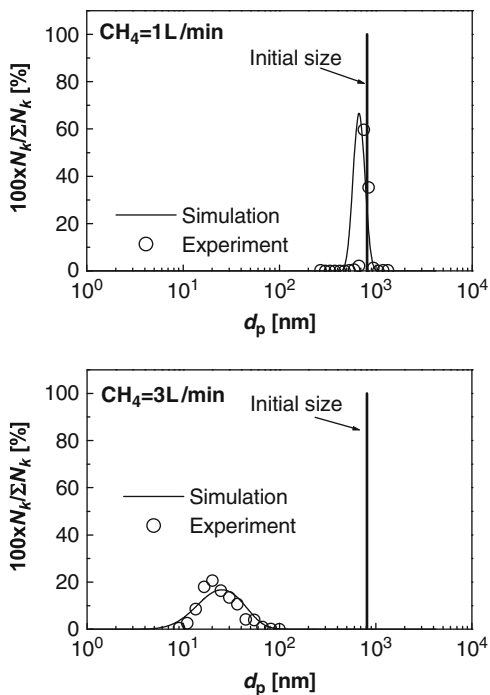 CH₄=1L/min
Initial size
100xNₖ/ΣNₖ [%]
100
80
60
40
20
0
Simulation
Experiment
10⁰ 10¹ 10² 10³ 10⁴
dₚ [nm]
CH₄=3L/min
Initial size
100xNₖ/ΣNₖ [%]
100
80
60
40
20
0
Simulation
Experiment
10⁰ 10¹ 10² 10³ 10⁴
dₚ [nm]